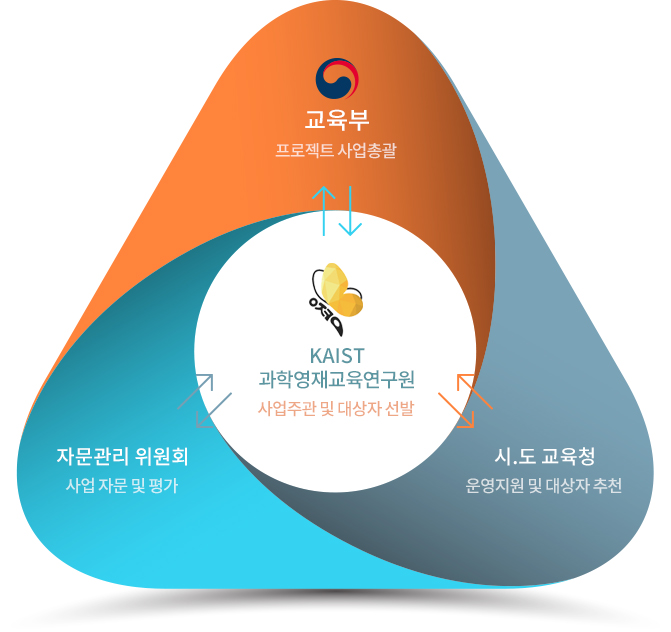 교육부
프로젝트 사업총괄
KAIST
과학영재교육연구원
사업주관 및 대상자 선발
자문관리 위원회
사업 자문 및 평가
시.도 교육청
운영지원 및 대상자 추천